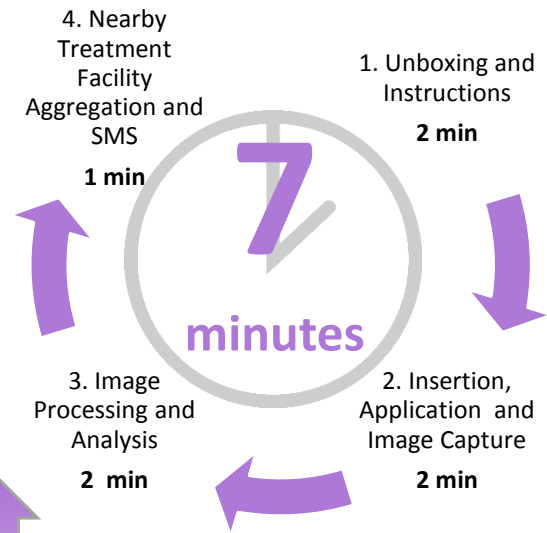 4. Nearby
Treatment
Facility
Aggregation and
SMS
1 min
1. Unboxing and
Instructions
2 min
7
minutes
3. Image
Processing and
Analysis
2 min
2. Insertion,
Application and
Image Capture
2 min